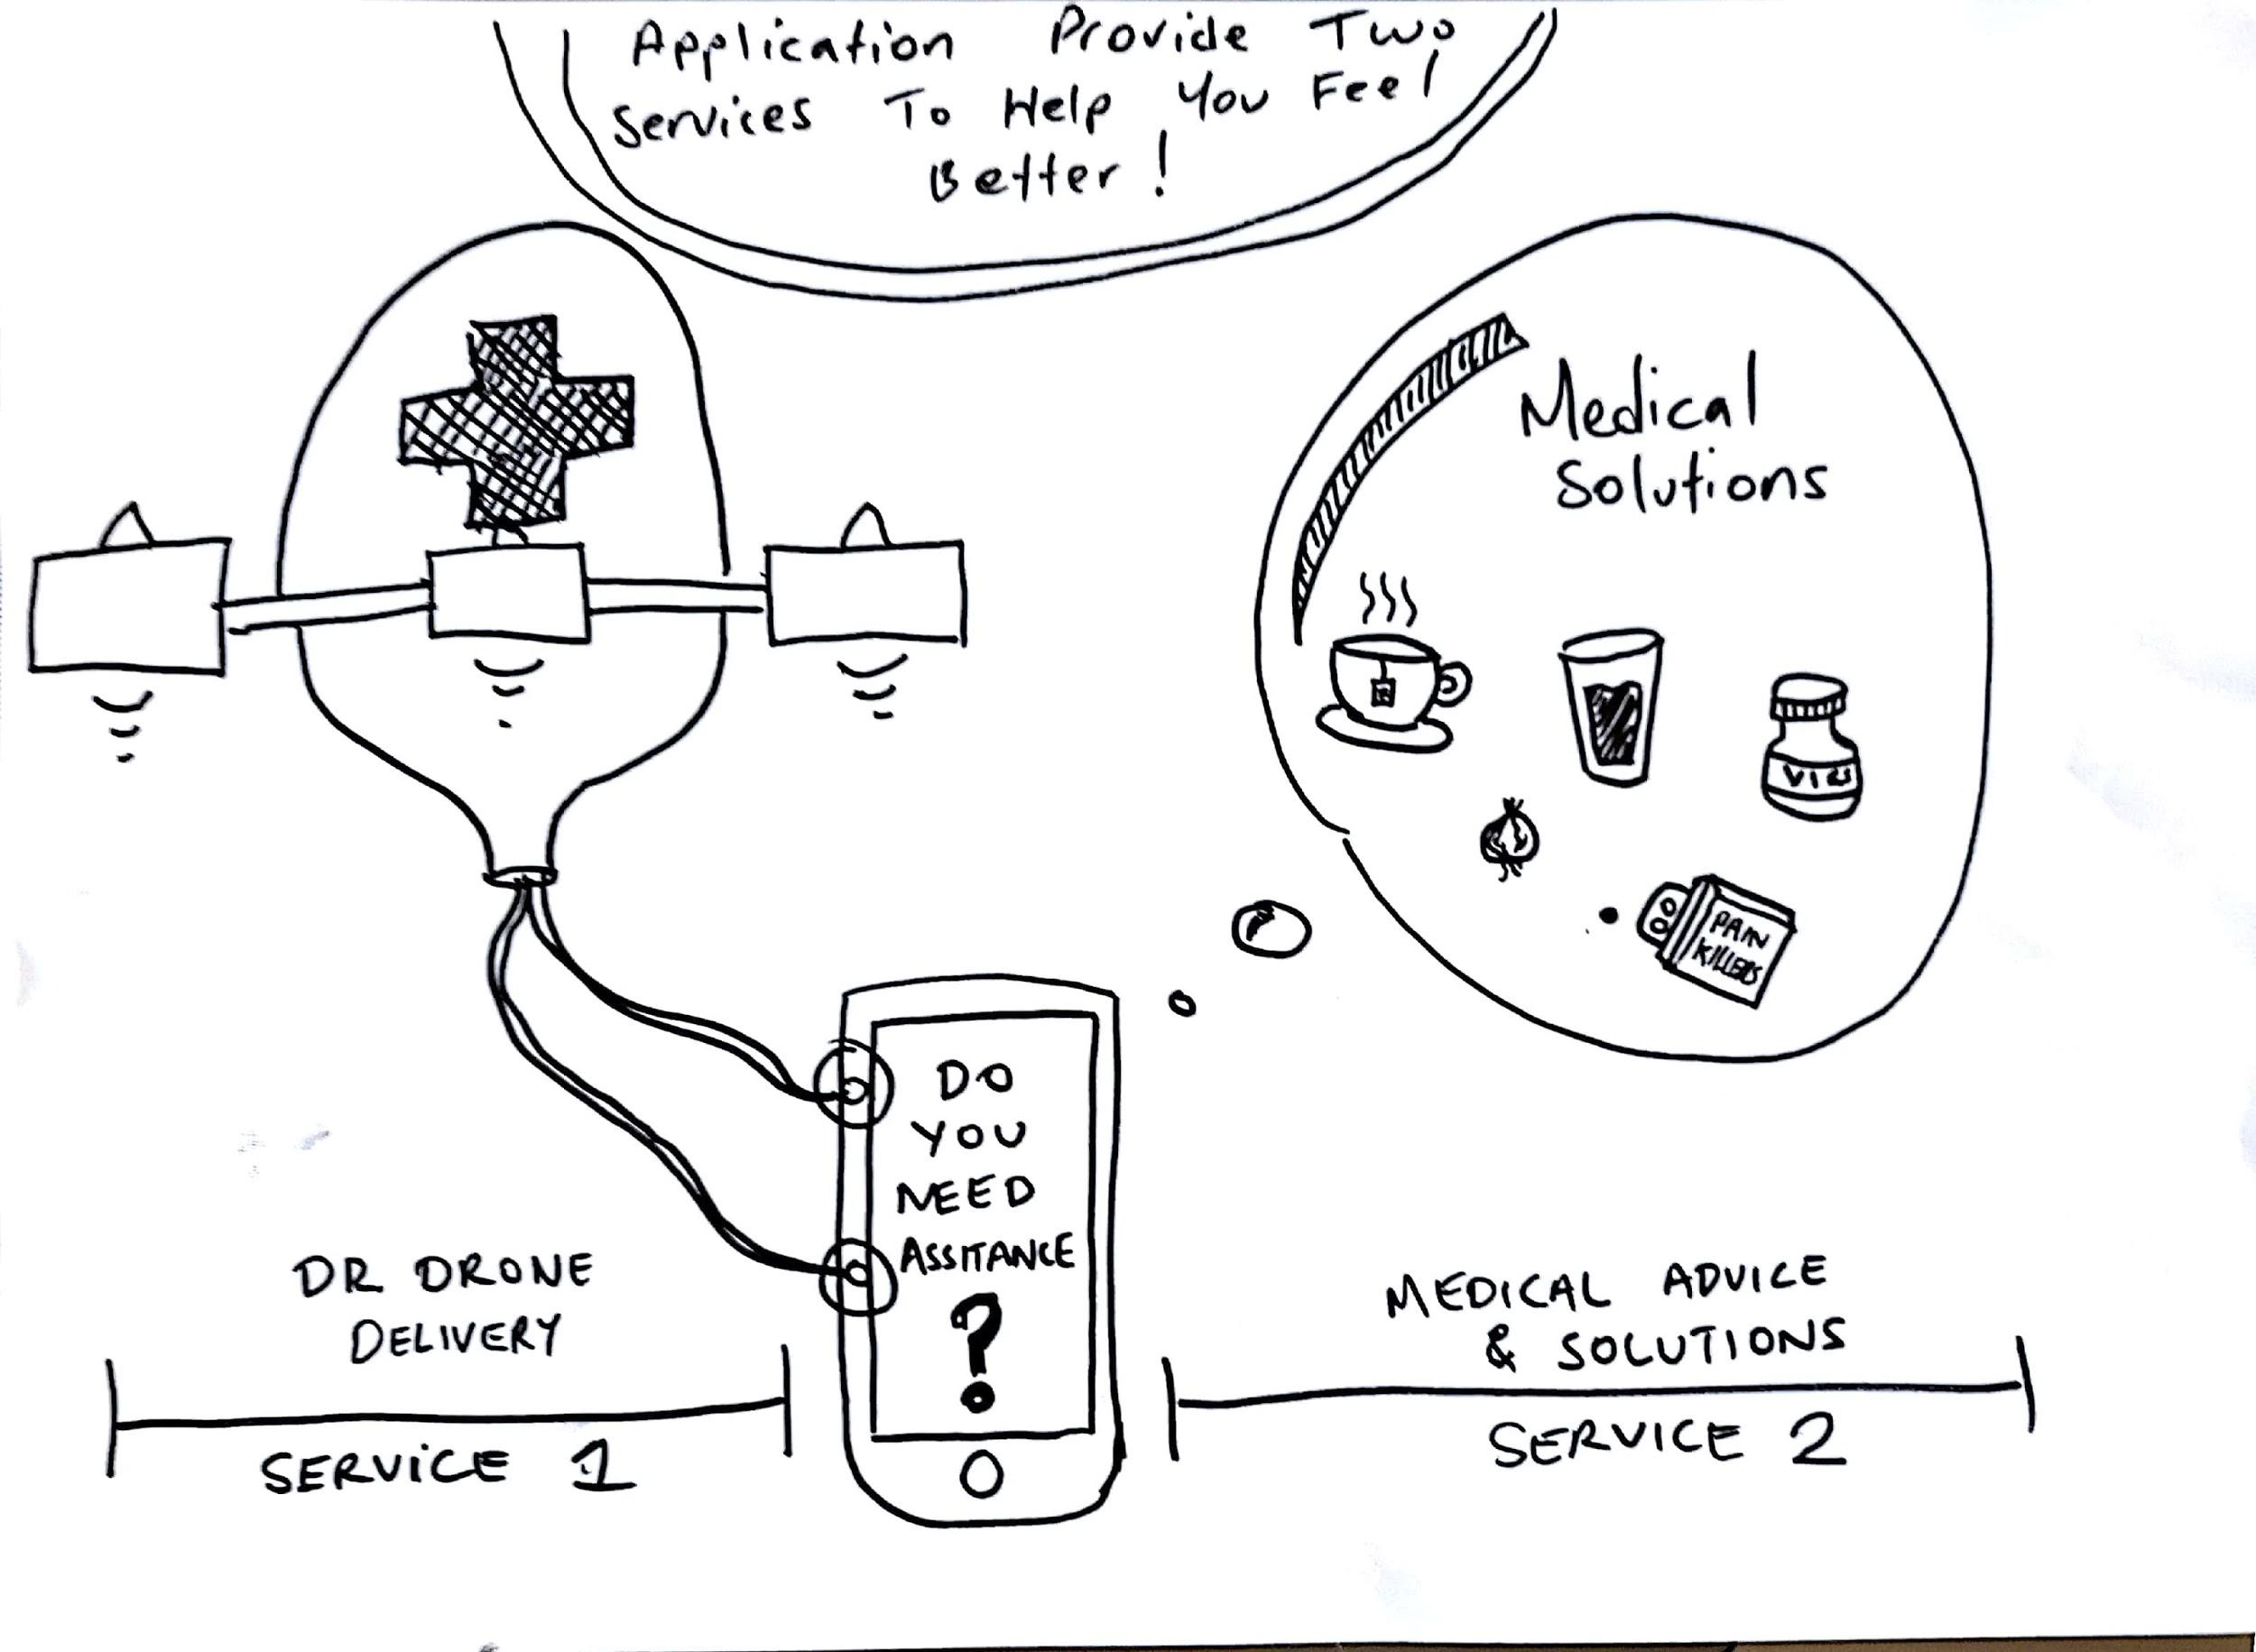 Application Provide Two
Services To Help You Feel
Better!
Medical
Solutions
PAIN
KILLERS
DO
YOU
NEED
ASSITANCE
?
DR DRONE
DELIVERY
SERVICE 1
MEDICAL ADVICE
& SOLUTIONS
SERVICE 2